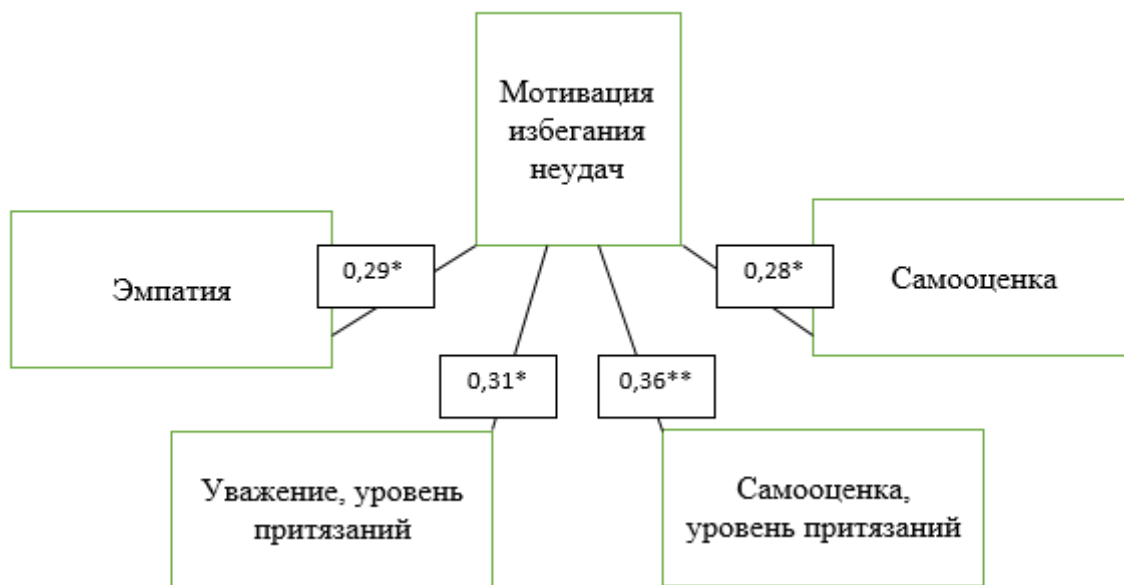 Мотивация
избегания
неудач
Эмпатия
0,29*
0,28*
Самооценка
0,31*
0,36**
Уважение, уровень
притязаний
Самооценка,
уровень притязаний